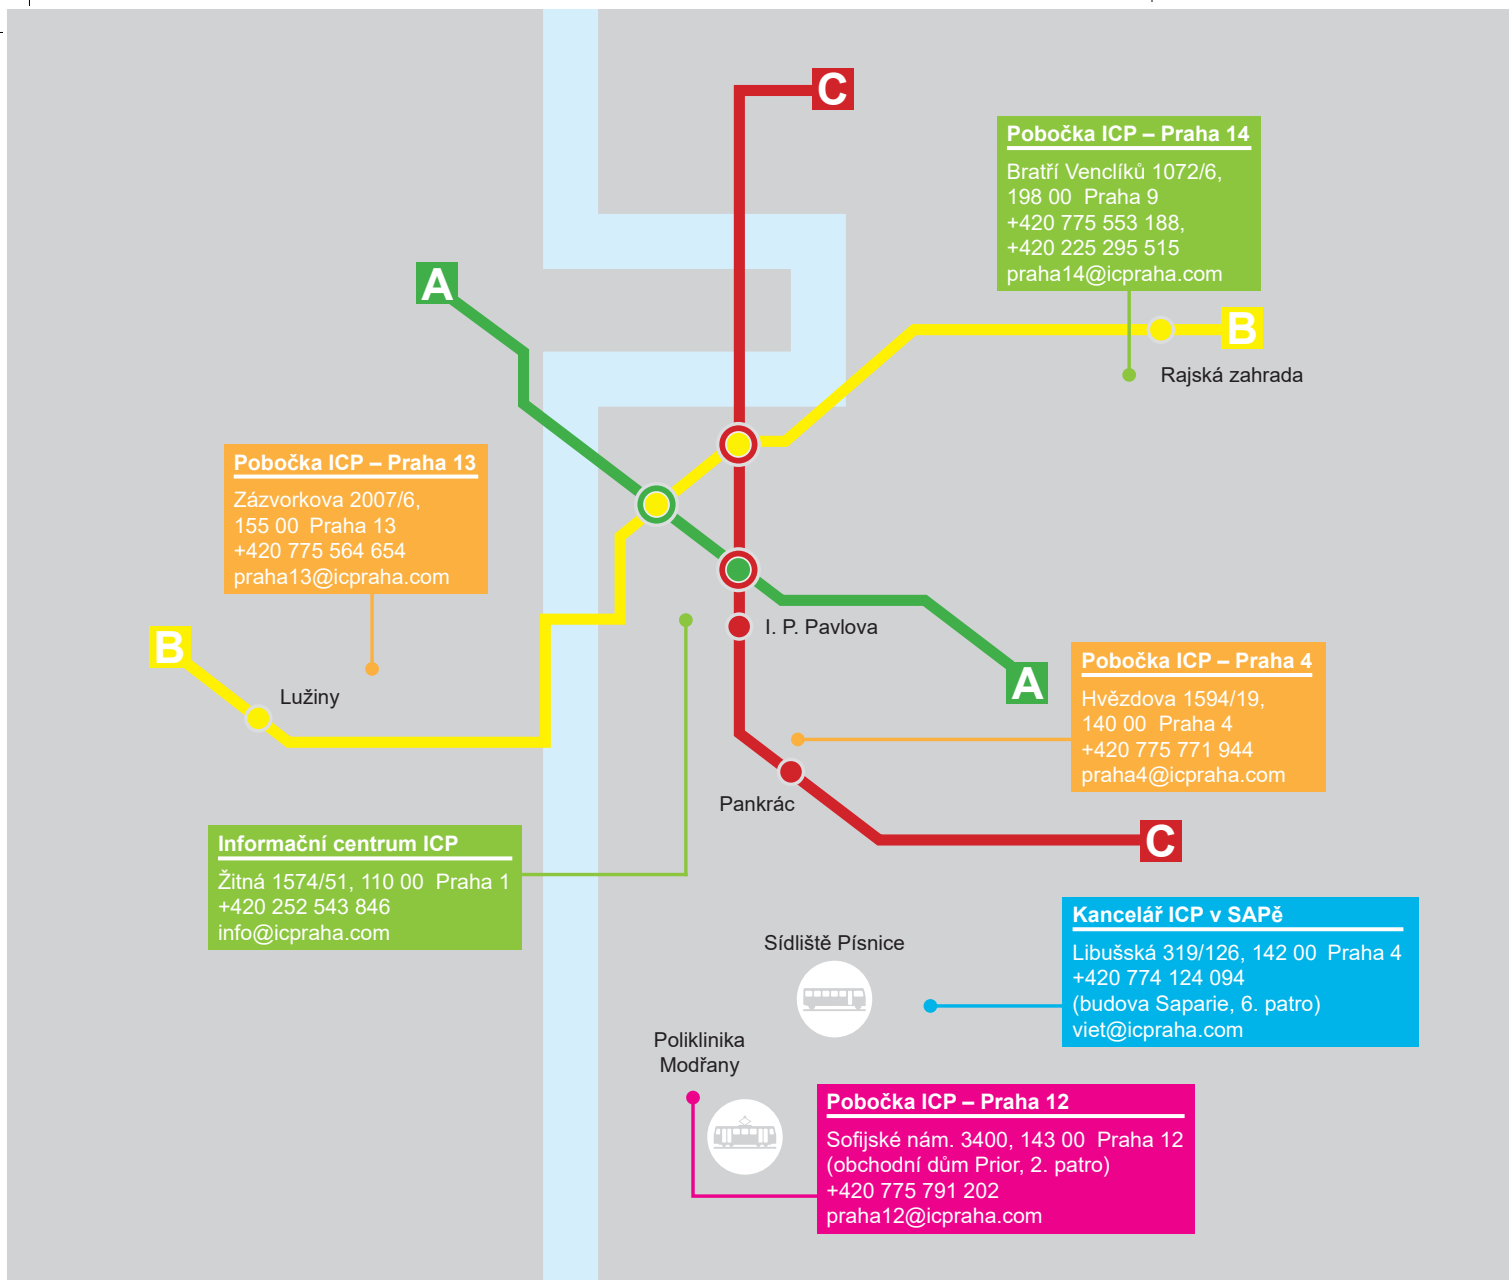 C
Pobočka ICP – Praha 14
Bratří Venclíků 1072/6,
198 00  Praha 9
+420 775 553 188,
+420 225 295 515
praha14@icpraha.com
A
B
Rajská zahrada
Pobočka ICP – Praha 13
Zázvorkova 2007/6,
155 00  Praha 13
+420 775 564 654
praha13@icpraha.com
I. P. Pavlova
B
Lužiny
A
Pobočka ICP – Praha 4
Hvězdova 1594/19,
140 00  Praha 4
+420 775 771 944
praha4@icpraha.com
Pankrác
C
Informační centrum ICP
Žitná 1574/51, 110 00  Praha 1
+420 252 543 846
info@icpraha.com
Kancelář ICP v SAPě
Libušská 319/126, 142 00  Praha 4
+420 774 124 094
(budova Saparie, 6. patro)
viet@icpraha.com
Sídliště Písnice
Poliklinika
Modřany
Pobočka ICP – Praha 12
Sofijské nám. 3400, 143 00  Praha 12
(obchodní dům Prior, 2. patro)
+420 775 791 202
praha12@icpraha.com